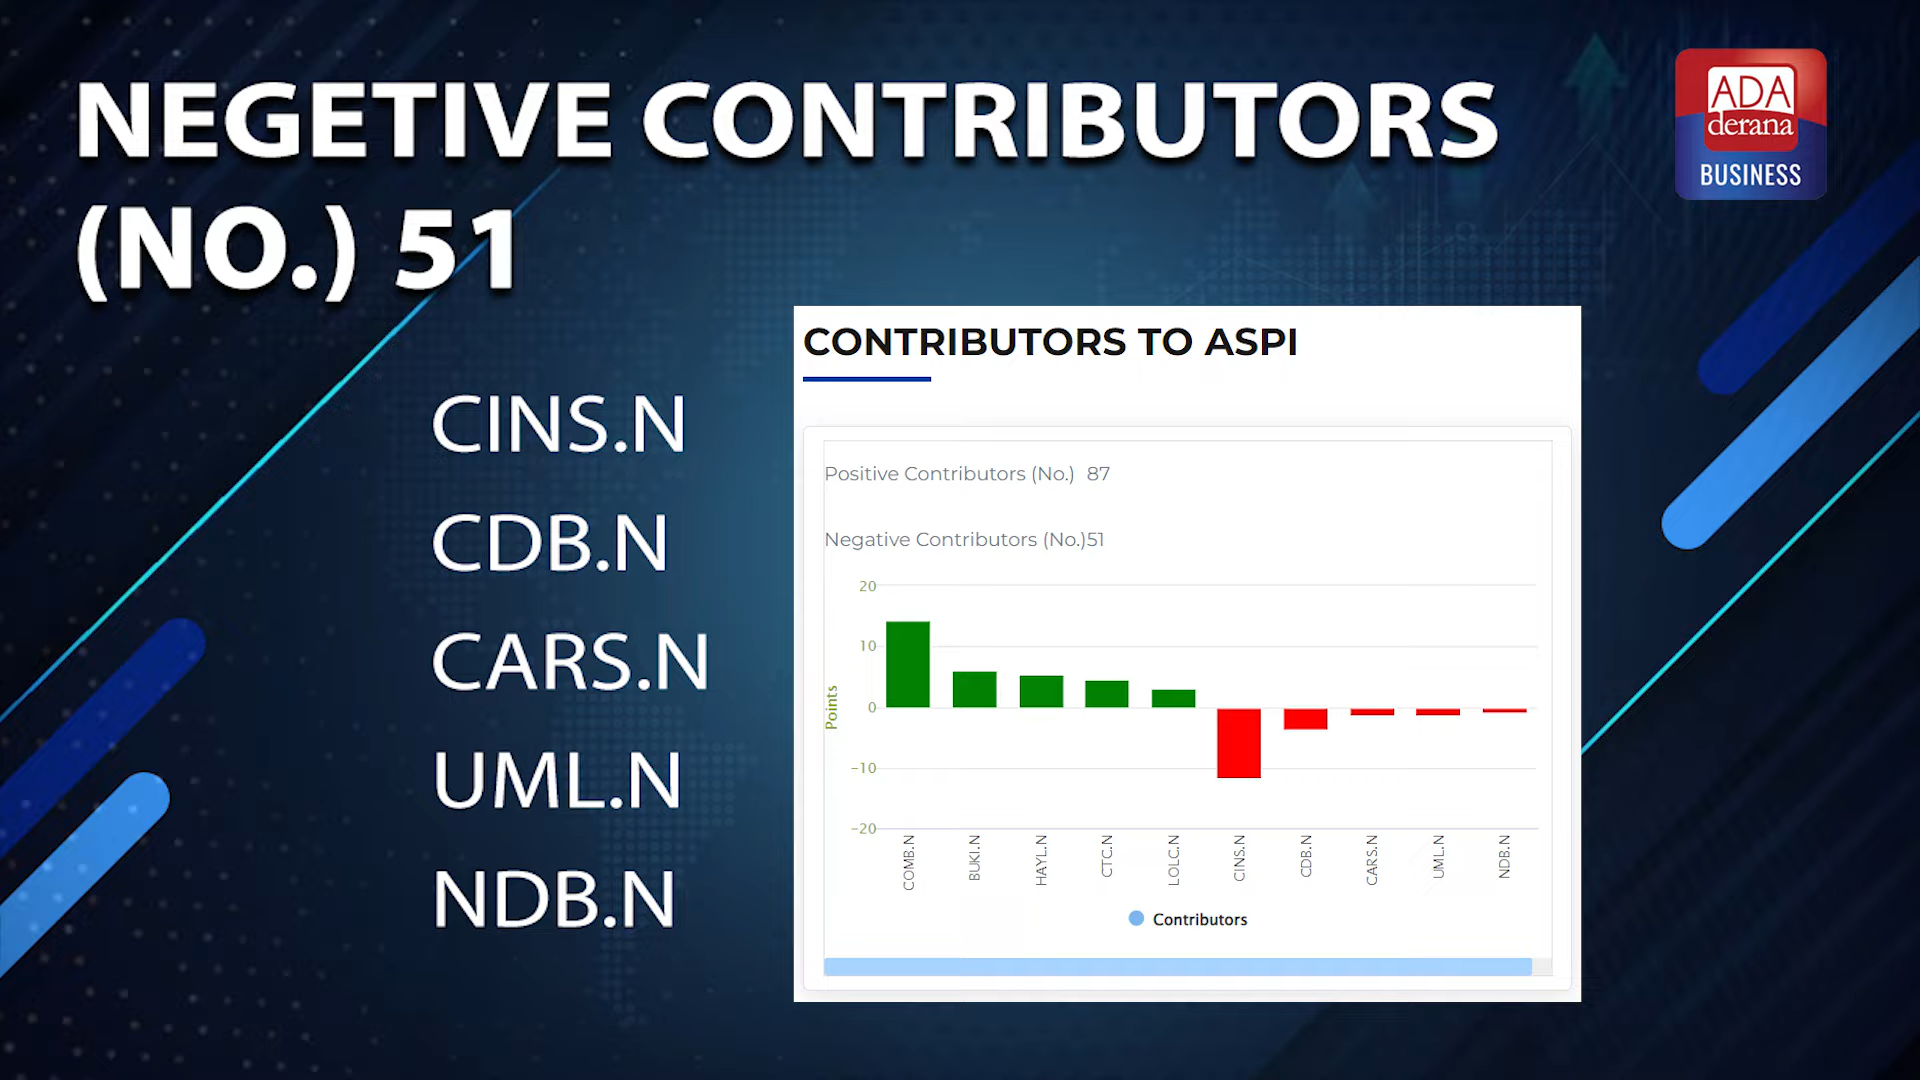 NEGETIVE CONTRIBUTORS
(NO.) 51
ADA
derana
BUSINESS
CINS.N
CDB.N
CARS.N
UML.N
NDB.N
CONTRIBUTORS TO ASPI
Positive Contributors (No.) 87
Negative Contributors (No.)51
20
10
0
-10
-20
Points
COMB.N
BUKI.N
HAYL.N
CTC.N
LOLC.N
CINS.N
CDB.N
CARS.N
UML.N
NDB.N
Contributors